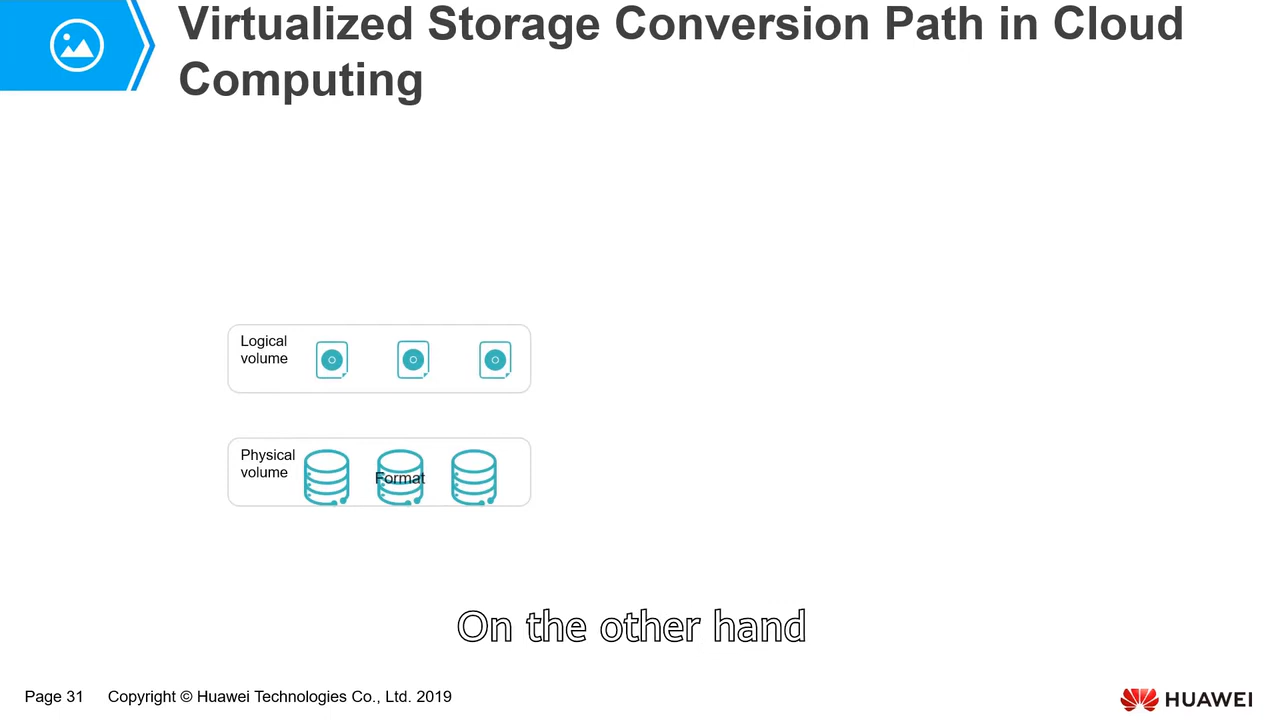 Virtualized Storage Conversion Path in Cloud
Computing
Logical
volume
Physical
volume
Format
On the other hand
Page 31 Copyright © Huawei Technologies Co., Ltd. 2019
HUAWEI